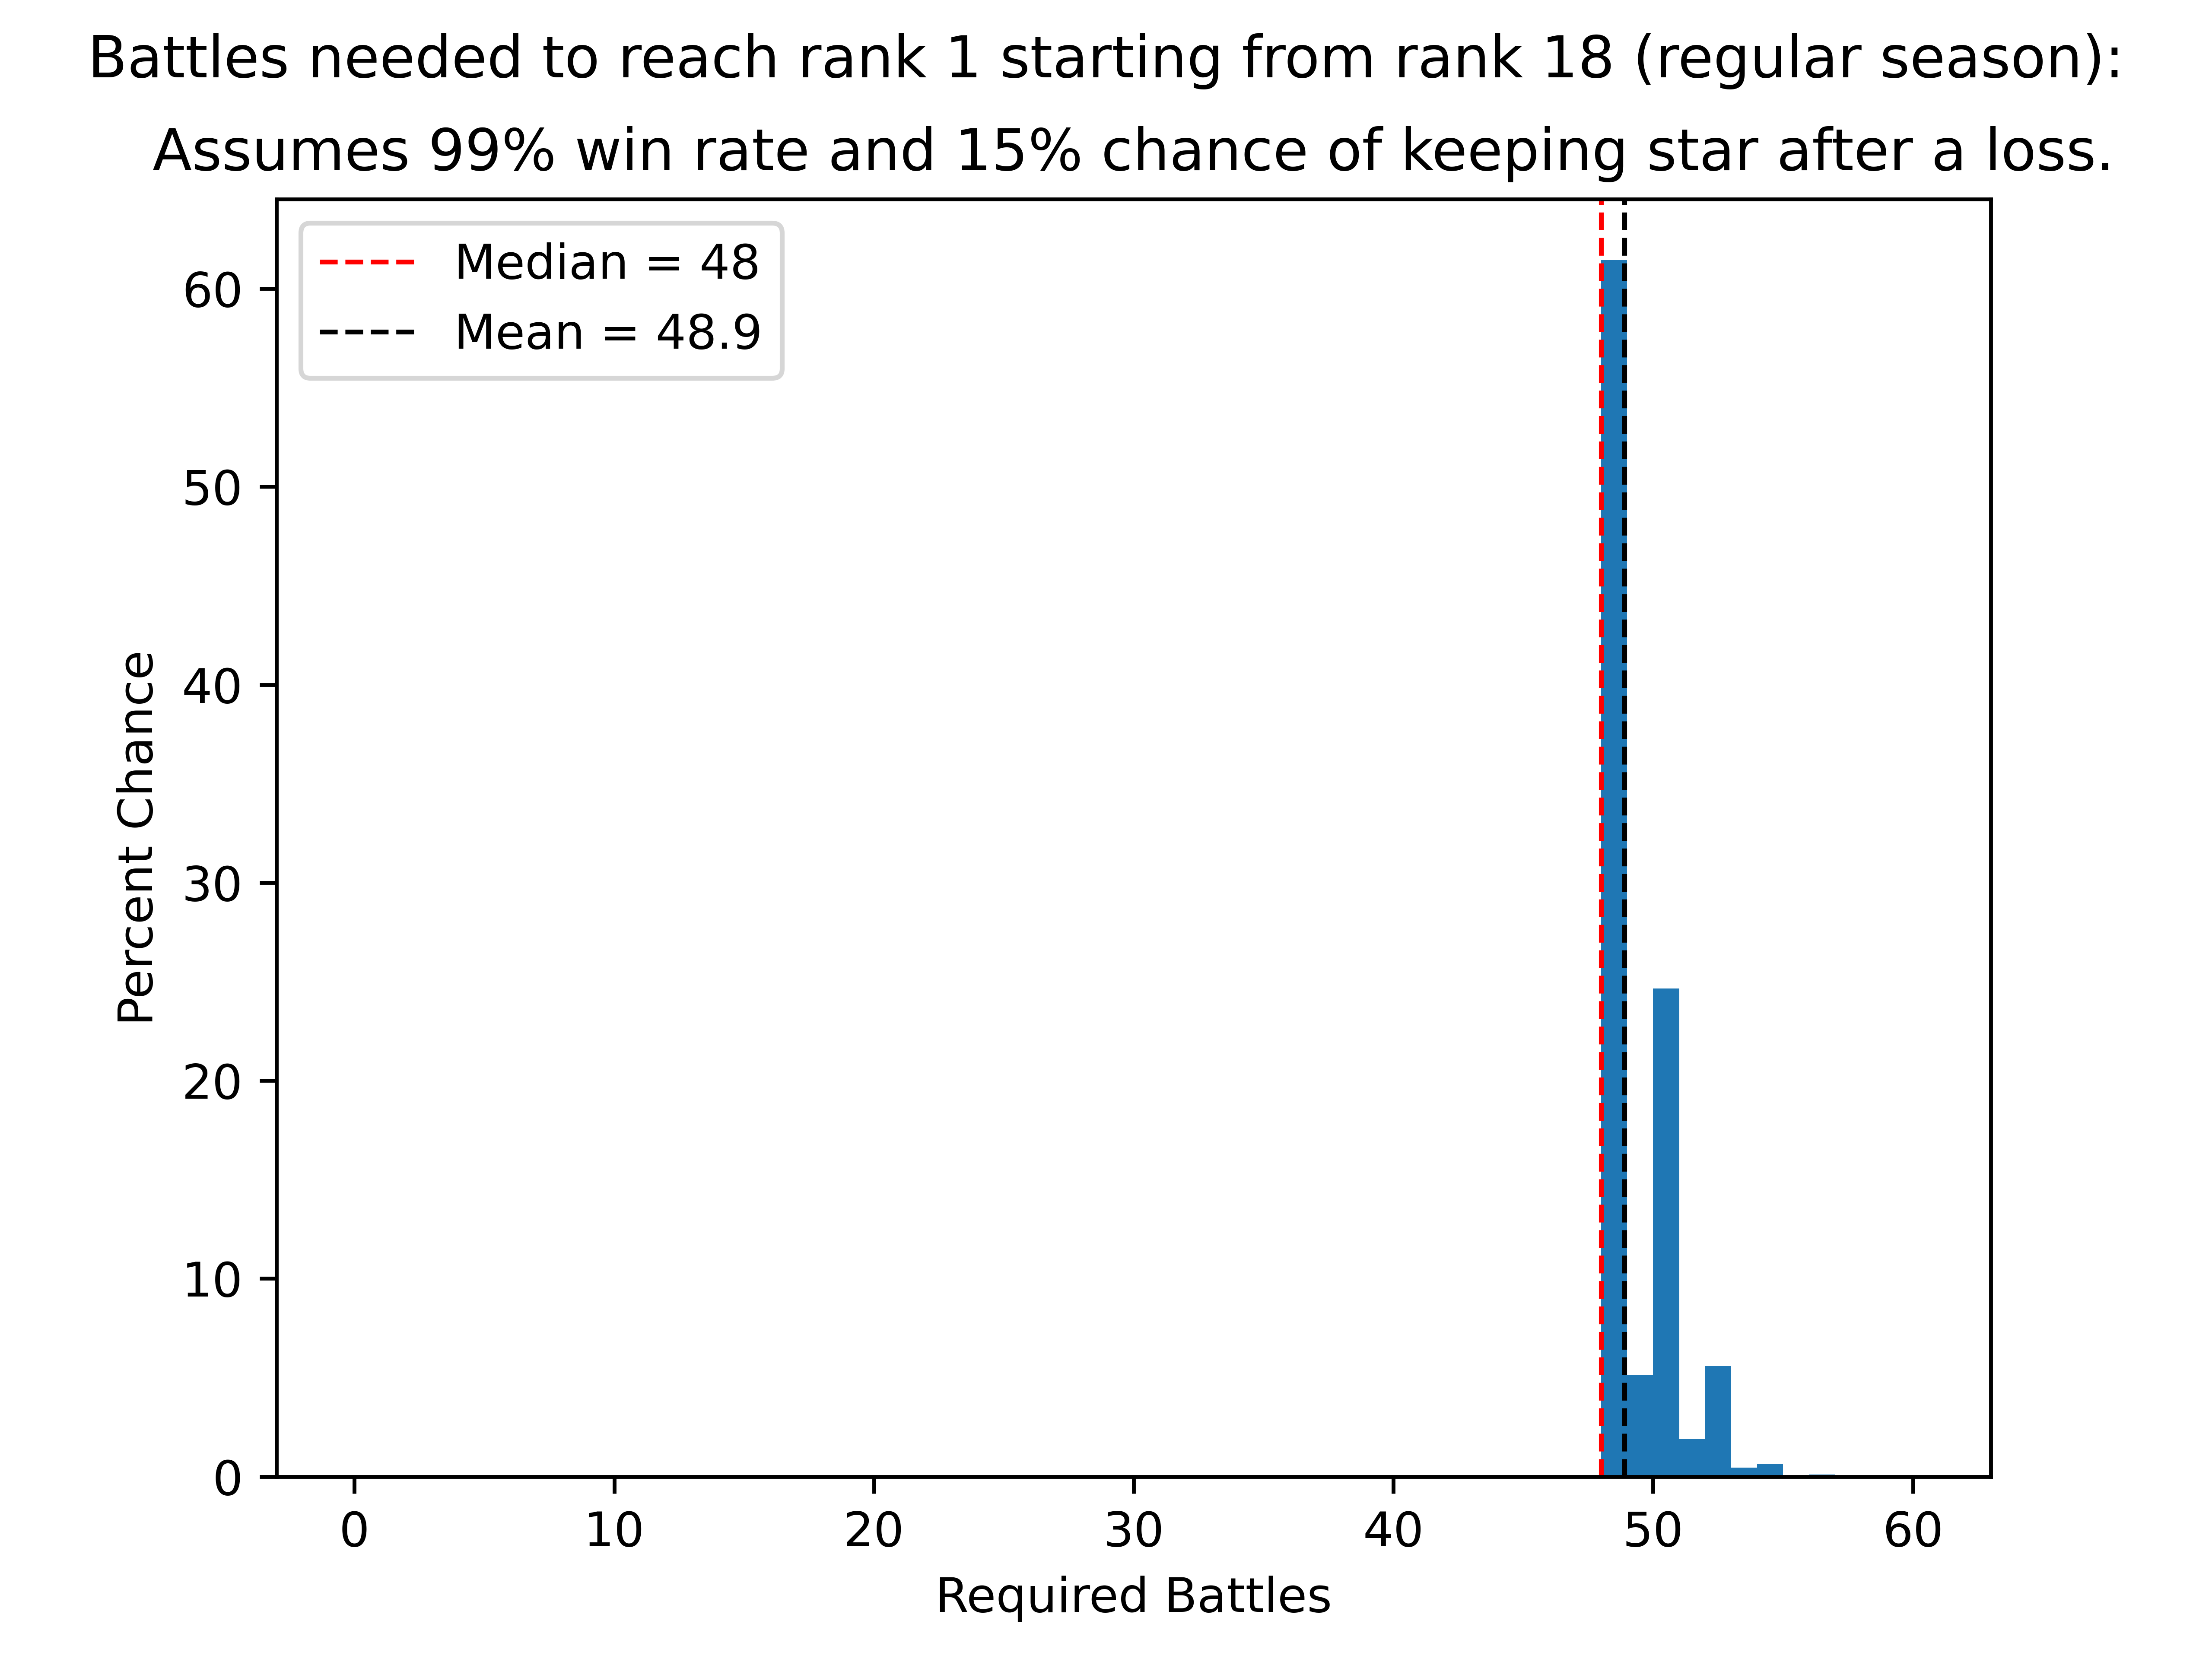 Battles needed to reach rank 1 starting from rank 18 (regular season):
Assumes 99% win rate and 15% chance of keeping star after a loss.
Median = 48
Mean = 48.9
60
50
40
30
20
10
0
Percent Chance
0 10 20 30 40 50 60
Required Battles